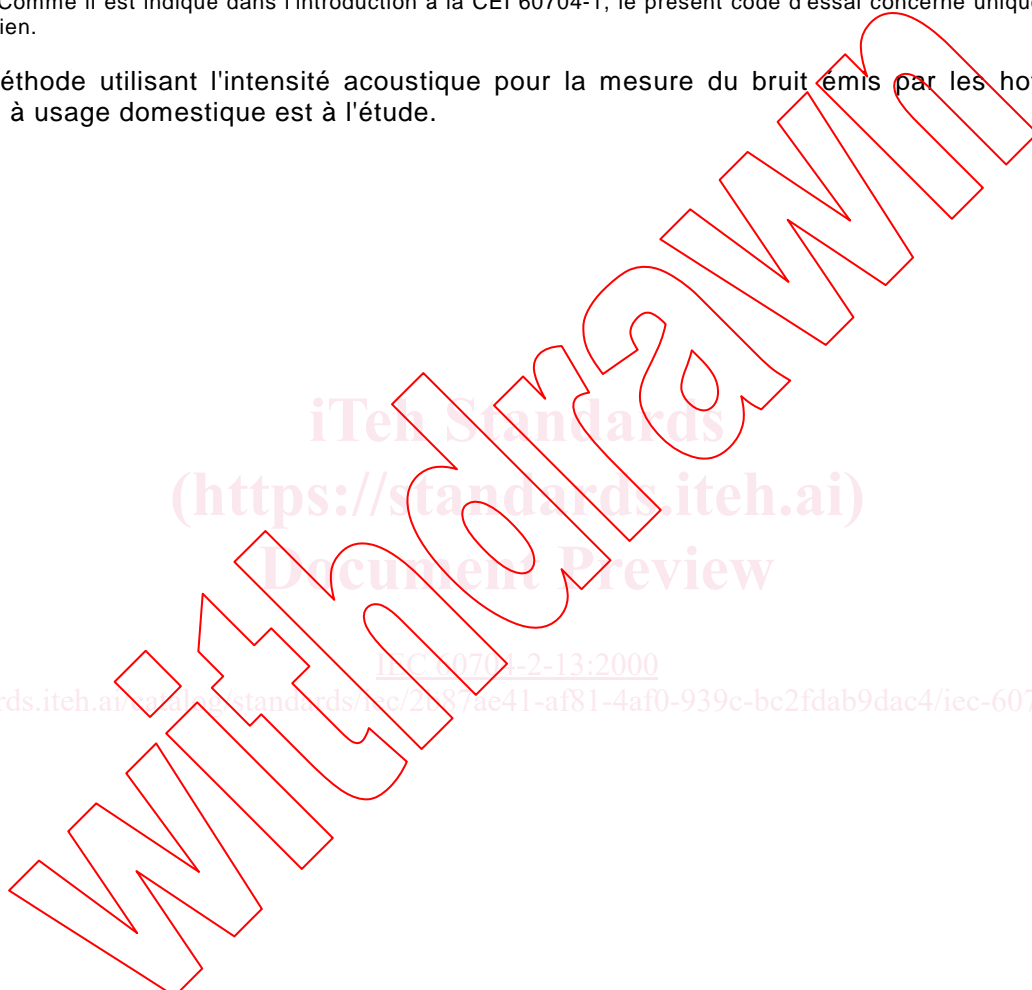 Comme il est indiqué dans l'introduction à la CEI 60704-1, le présent code d'essai concerne
ien.
éthode utilisant l'intensité acoustique pour la mesure du bruit émis par les
à usage domestique est à l'étude.
iTeh Standards
(https://standards.iteh.ai)
Document Preview
IEC 60704-2-13:2000
rds.iteh.ai/catalog/standards/iec/2b87ae41-af81-4af0-939c-bc2fdab9dac4/iec-607
withdrawn